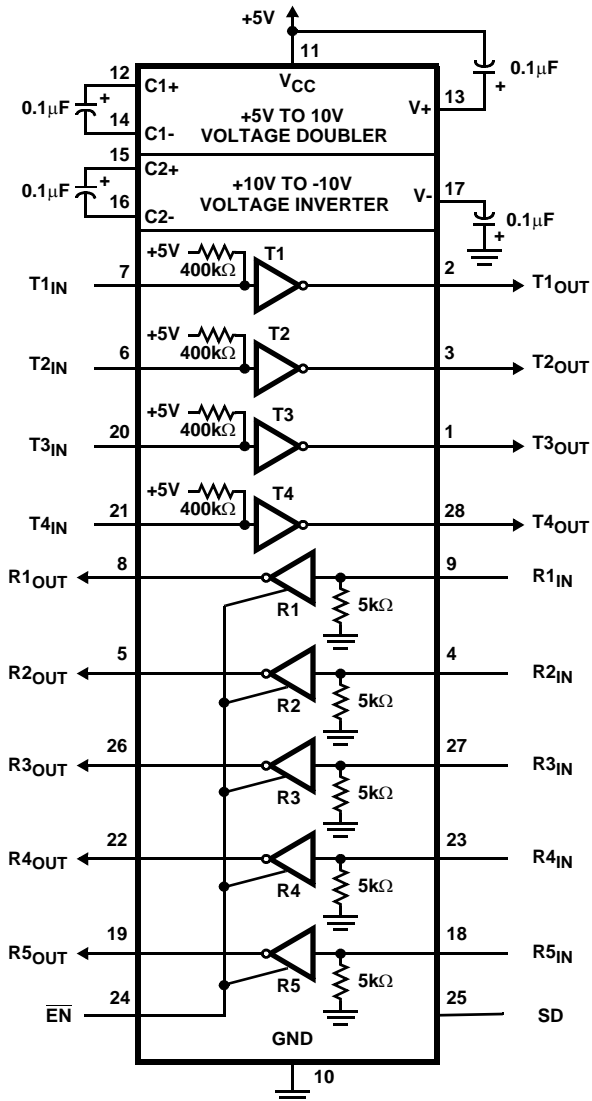 +5V
11
12
C1+
VCC
0.1μF
+
0.1μF
+
13
V+
14
C1-
+5V TO 10V
VOLTAGE DOUBLER
15
C2+
0.1μF
+
+10V TO -10V
VOLTAGE INVERTER
V-
17
16
C2-
0.1μF
+
+5V
400kΩ
T1
T1IN
7
2
T1OUT
+5V
400kΩ
T2
T2IN
6
3
T2OUT
+5V
400kΩ
T3
T3IN
20
1
T3OUT
+5V
400kΩ
T4
T4IN
21
28
T4OUT
R1OUT
8
9
R1IN
R1
5kΩ
R2OUT
5
4
R2IN
R2
5kΩ
R3OUT
26
27
R3IN
R3
5kΩ
R4OUT
22
23
R4IN
R4
5kΩ
R5OUT
19
18
R5IN
R5
5kΩ
E̅N̅
24
25
SD
GND
10